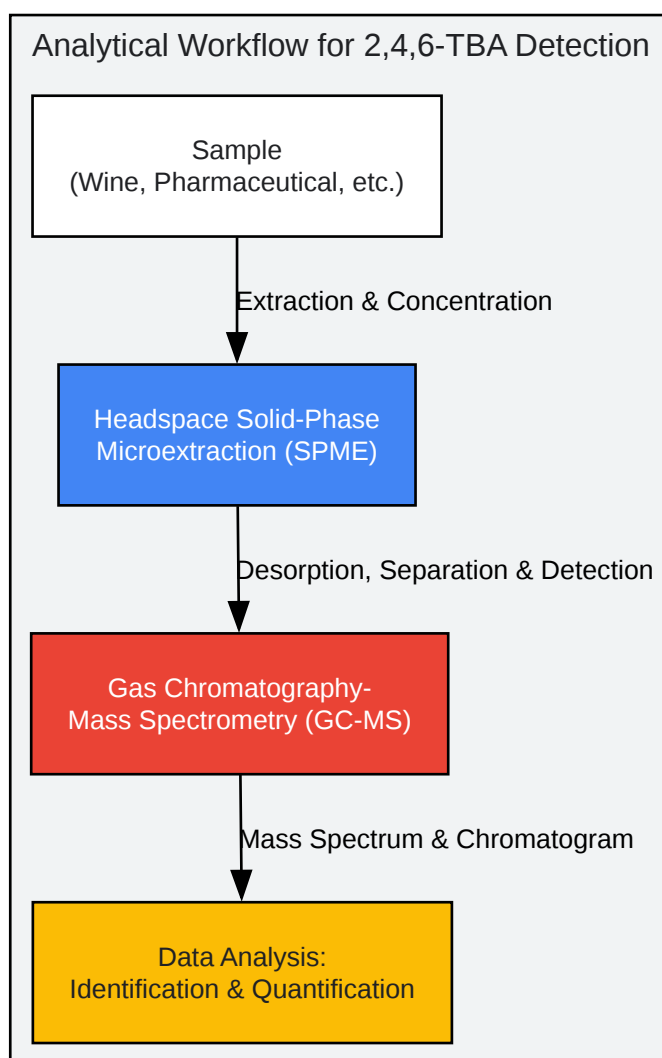 Analytical Workflow for 2,4,6-TBA Detection
Sample
(Wine, Pharmaceutical, etc.)
Extraction & Concentration
Headspace Solid-Phase
Microextraction (SPME)
Desorption, Separation & Detection
Gas Chromatography-
Mass Spectrometry (GC-MS)
Mass Spectrum & Chromatogram
Data Analysis:
Identification & Quantification